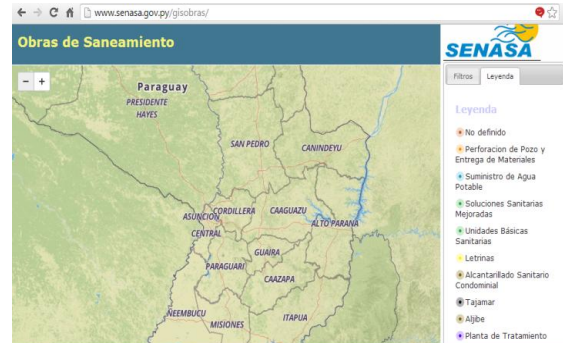 www.senasa.gov.py/gisobras/
Obras de Saneamiento
SENASA
Filtros
Leyenda
Paraguay
PRESIDENTE
HAYES
SAN PEDRO
CANINDEYU
ASUNCION
CORDILLERA
CAAGUAZU
ALTO PARANA
CENTRAL
GUAIRA
PARAGUARI
CAAZAPA
ÑEEMBUCU
MISIONES
ITAPUA
Leyenda
No definido
Perforacion de Pozo y
Entrega de Materiales
Suministro de Agua
Potable
Soluciones Sanitarias
Mejoradas
Unidades Básicas
Sanitarias
Letrinas
Alcantarillado Sanitario
Condominial
Tajamar
Aljibe
Planta de Tratamiento